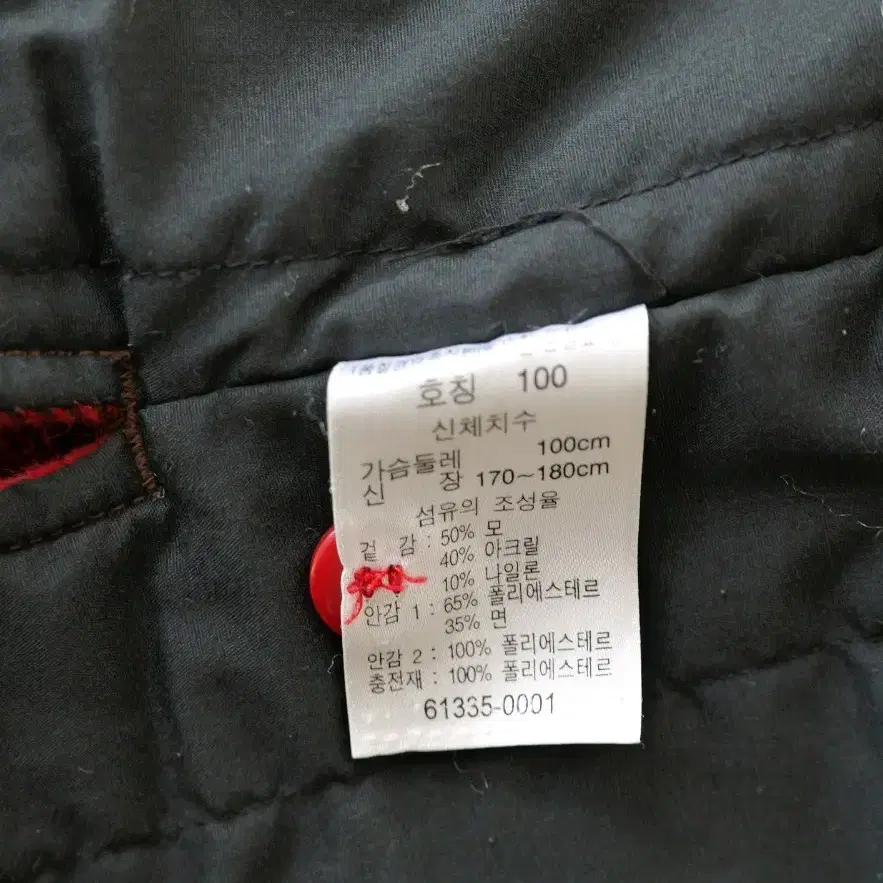 호칭 100
신체치수
가슴둘레 100cm
신 장 170~180cm
섬유의 조성율
겉 감 : 50% 모
40% 아크릴
10% 나일론
안감 1 : 65% 폴리에스테르
35% 면
안감 2 : 100% 폴리에스테르
충전재 : 100% 폴리에스테르
61335-0001